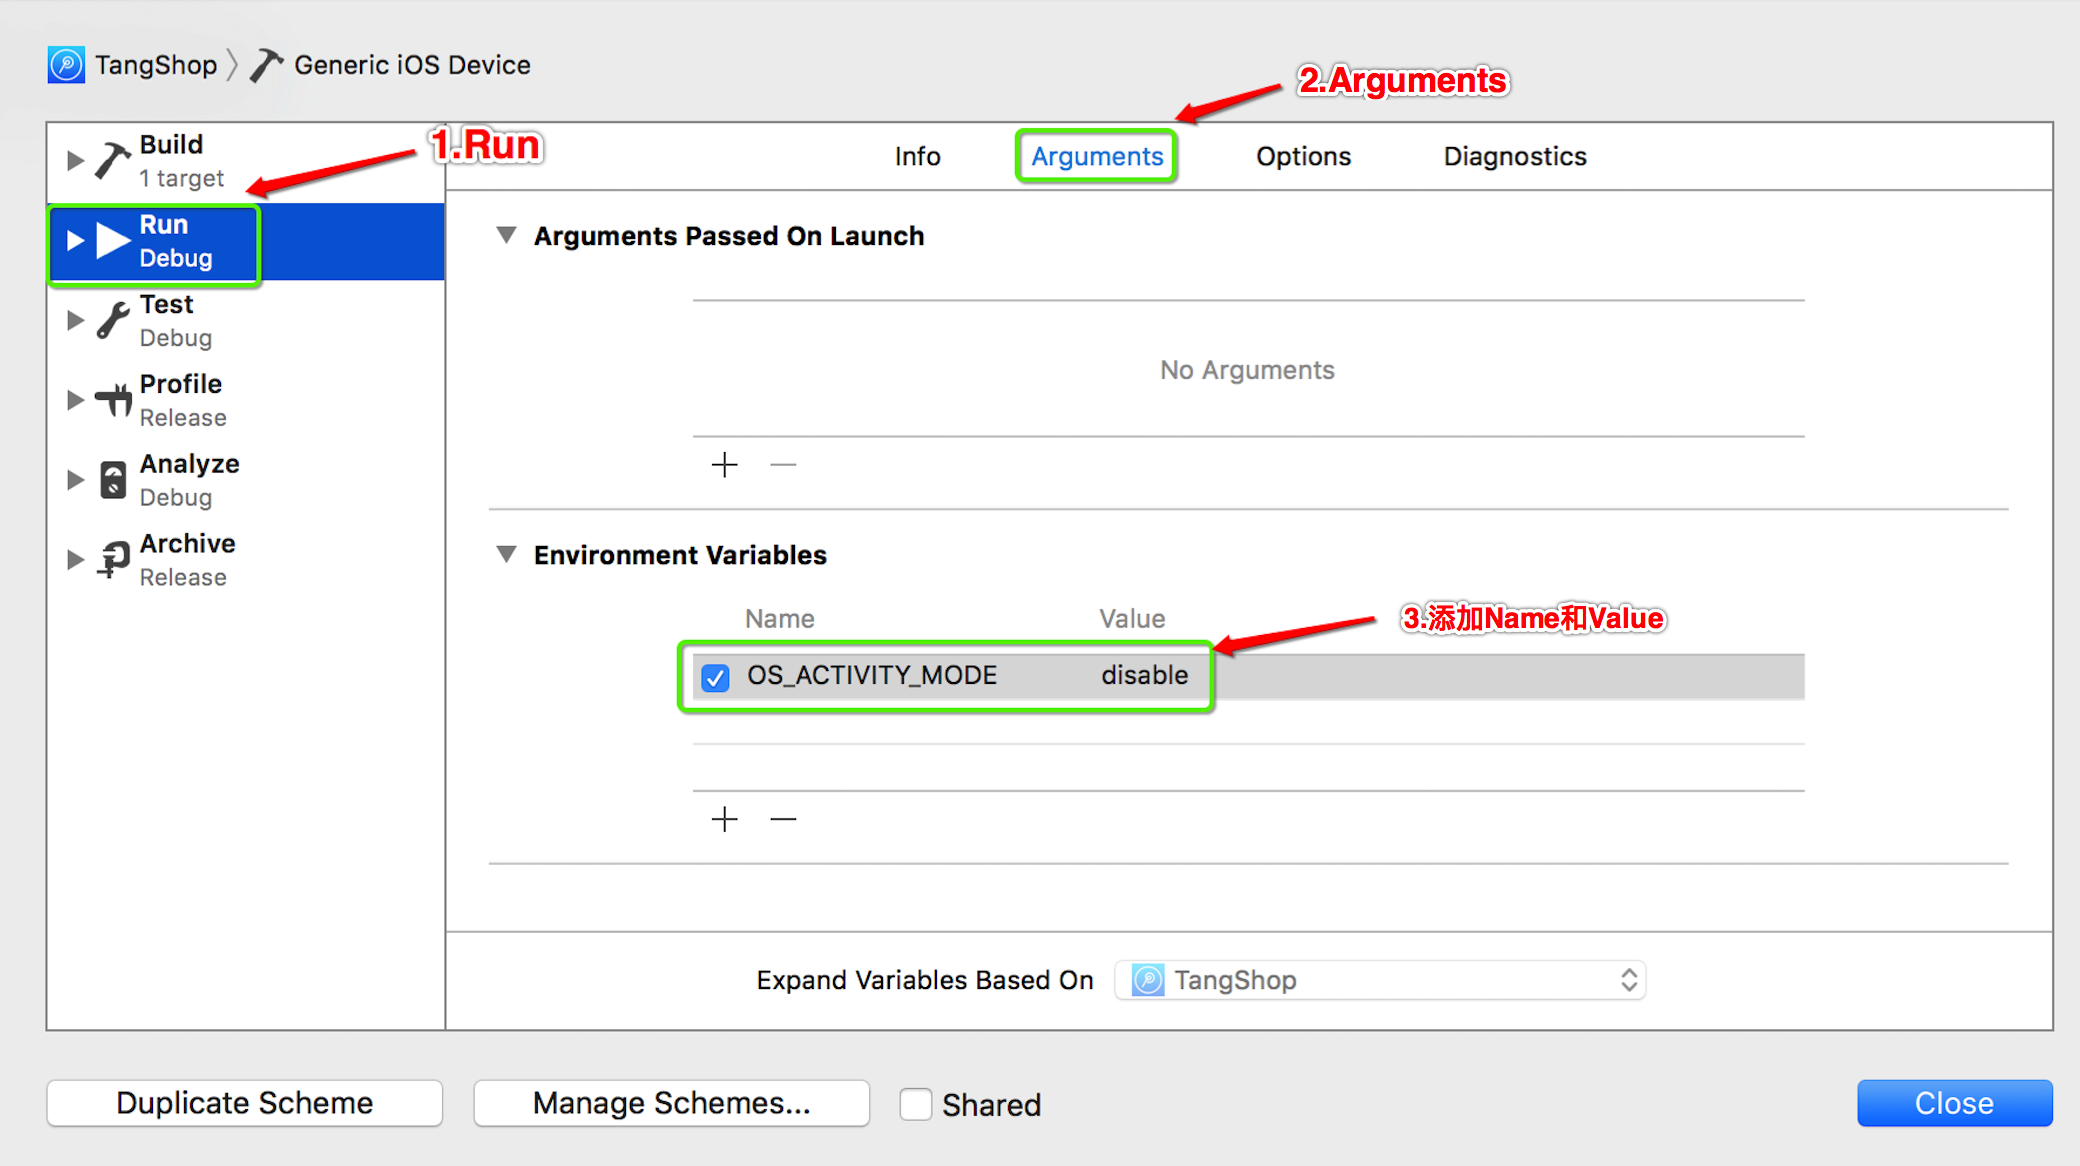 TangShop 〉 Generic iOS Device
2.Arguments
1.Run
Build
1 target
Run
Debug
Test
Debug
Profile
Release
Analyze
Debug
Archive
Release
Info Arguments Options Diagnostics
Arguments Passed On Launch
No Arguments
Environment Variables
Name Value
3.添加Name和Value
OS_ACTIVITY_MODE disable
Expand Variables Based On TangShop
Duplicate Scheme Manage Schemes... Shared Close